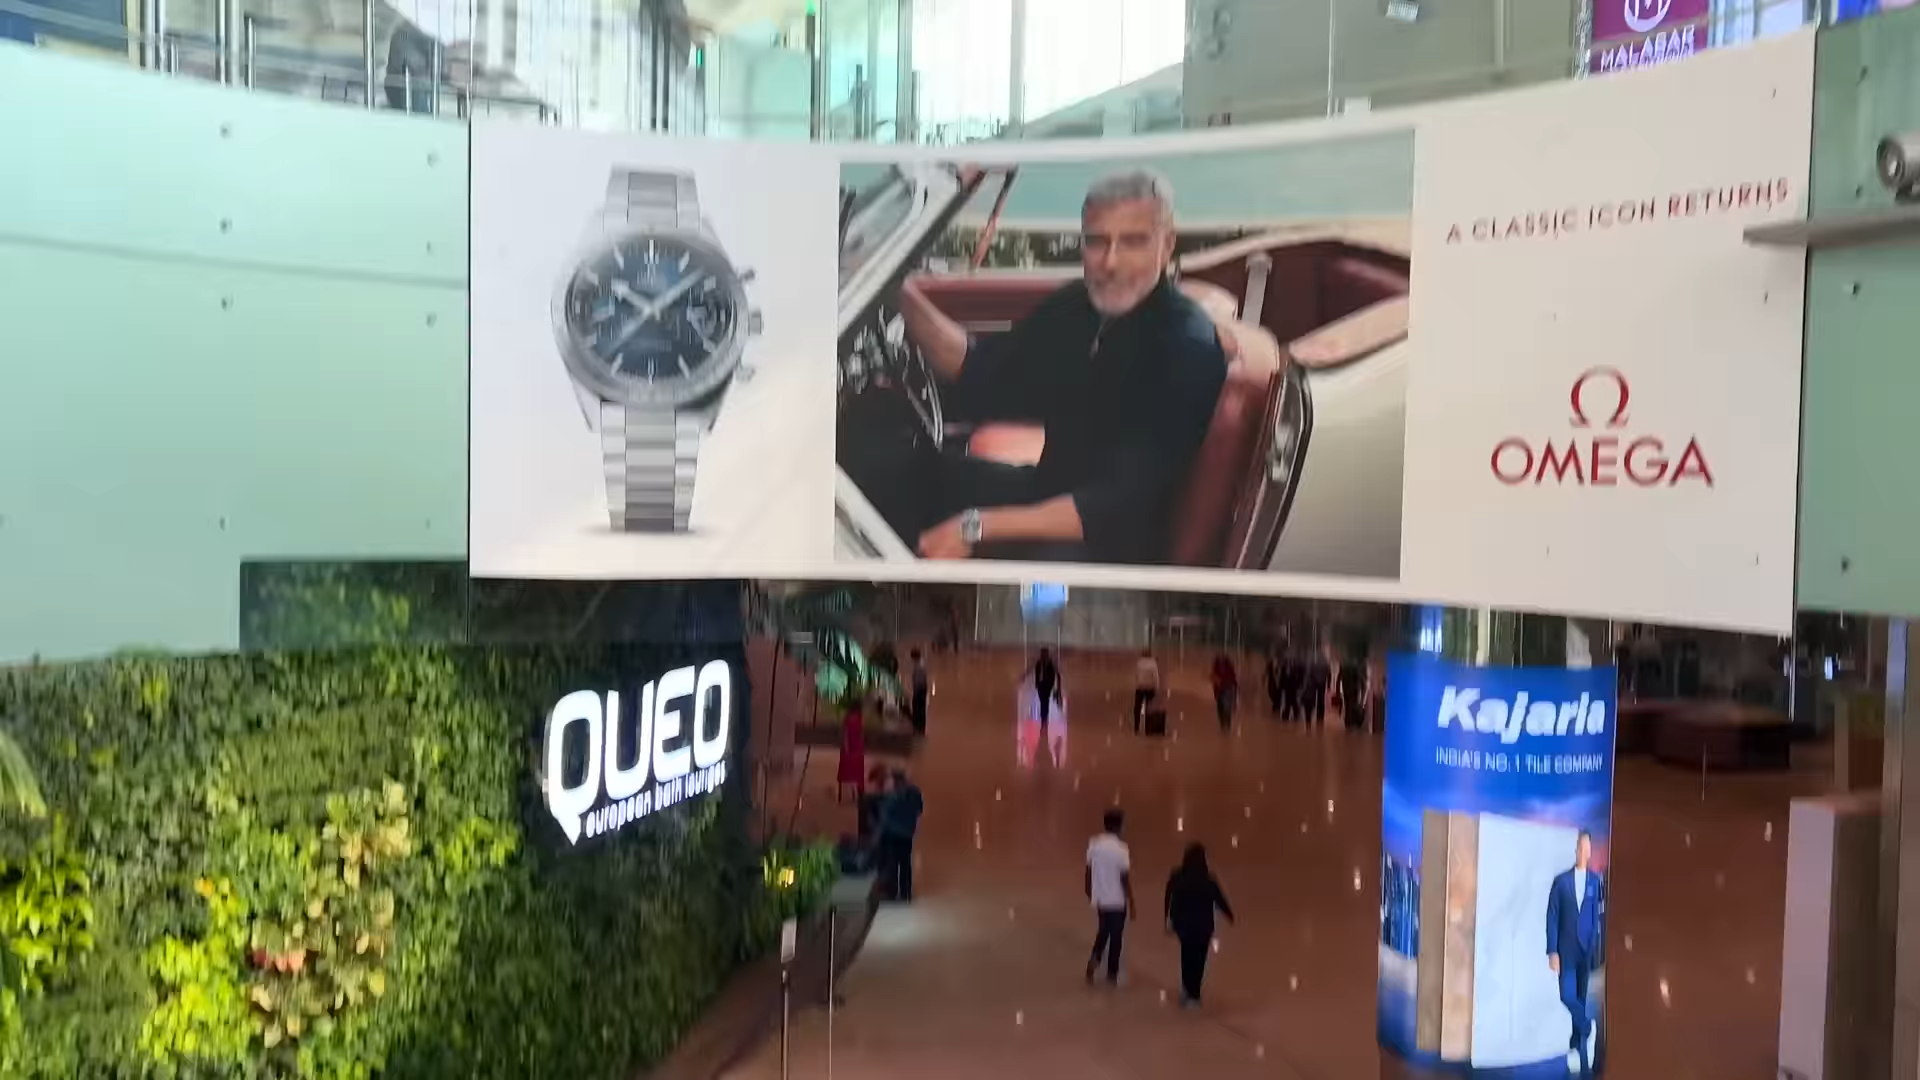 MALABAR
A CLASSIC ICON RETURNS
Ω
OMEGA
QUEO
european bath lounges
Kajaria
INDIA'S NO. 1 TILE COMPANY